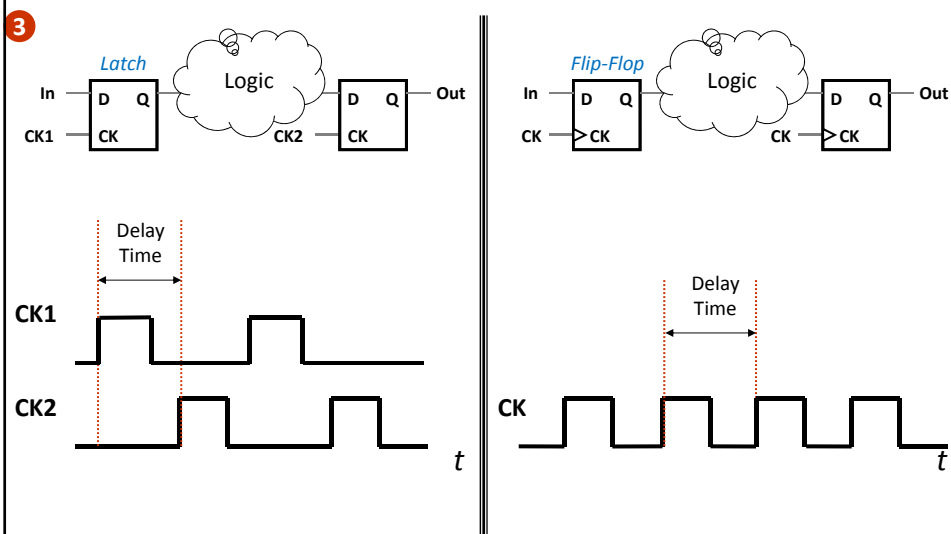 3
Latch
Logic
In
D Q
D Q
Out
CK1
CK
CK2
CK
Delay
Time
CK1
CK2
t
Flip-Flop
Logic
In
D Q
D Q
Out
CK
CK
CK
CK
Delay
Time
CK
t